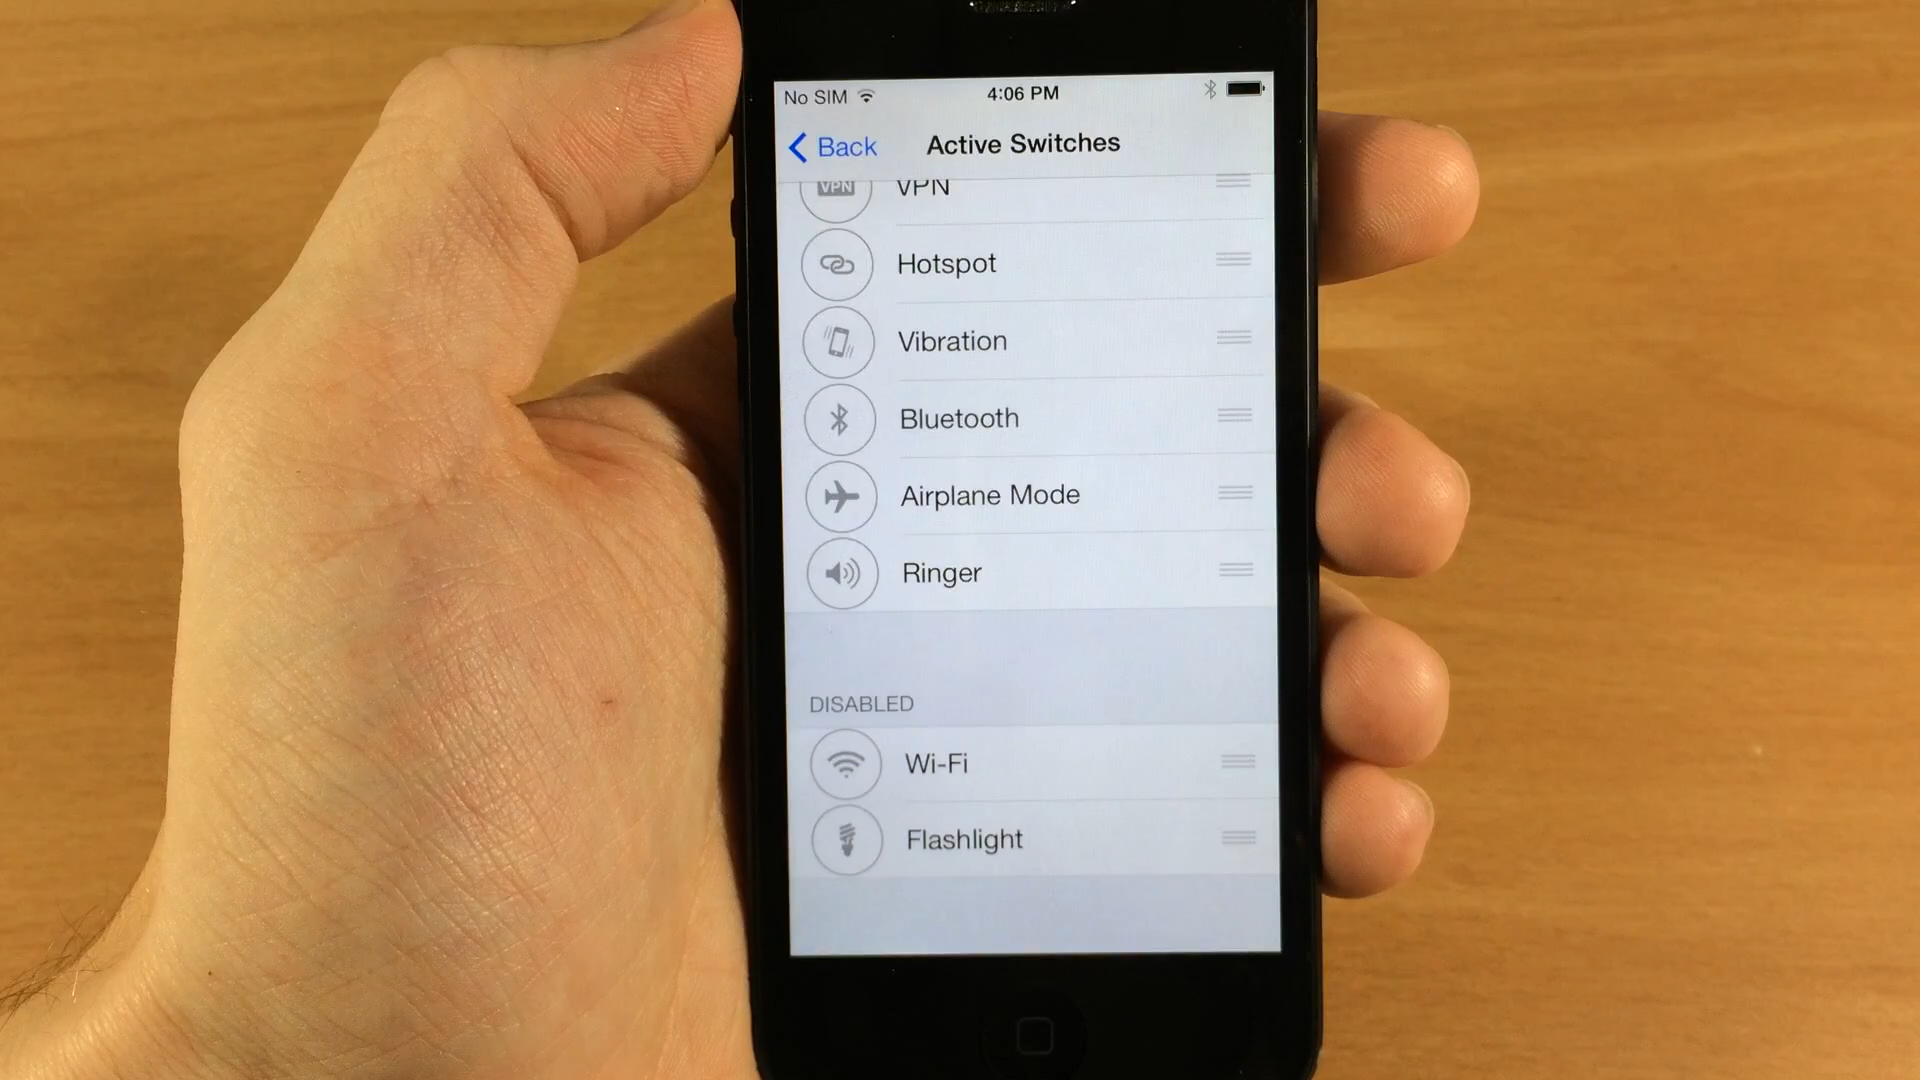 No SIM 4:06 PM
Back Active Switches
VPN VPN
Hotspot
Vibration
Bluetooth
Airplane Mode
Ringer
DISABLED
Wi-Fi
Flashlight